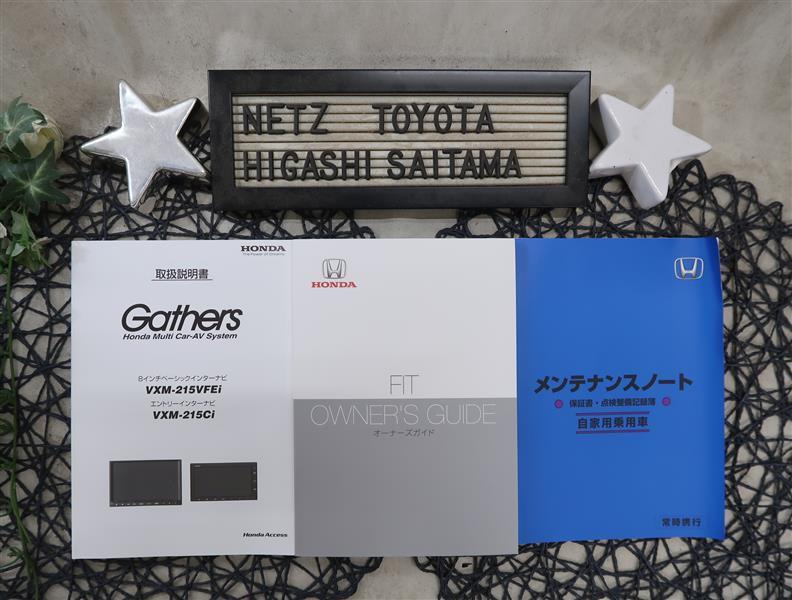 NETZ TOYOTA
HIGASHI SAITAMA
HONDA
The Power of Dreams
取扱説明書
Gathers
Honda Multi Car-AV System
8インチベーシックインターナビ
VXM-215VFEi
エントリーインターナビ
VXM-215Ci
Honda Access
HONDA
FIT
OWNER'S GUIDE
オーナーズガイド
メンテナンスノート
保証書・点検整備記録簿
自家用乗用車
常時携行